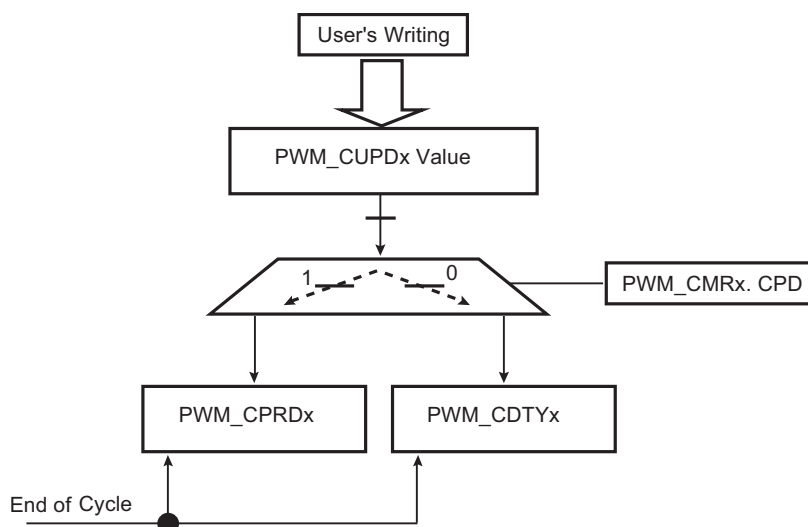 User's Writing
PWM_CUPDx Value
1
0
PWM_CMRx. CPD
PWM_CPRDx
PWM_CDTYx
End of Cycle